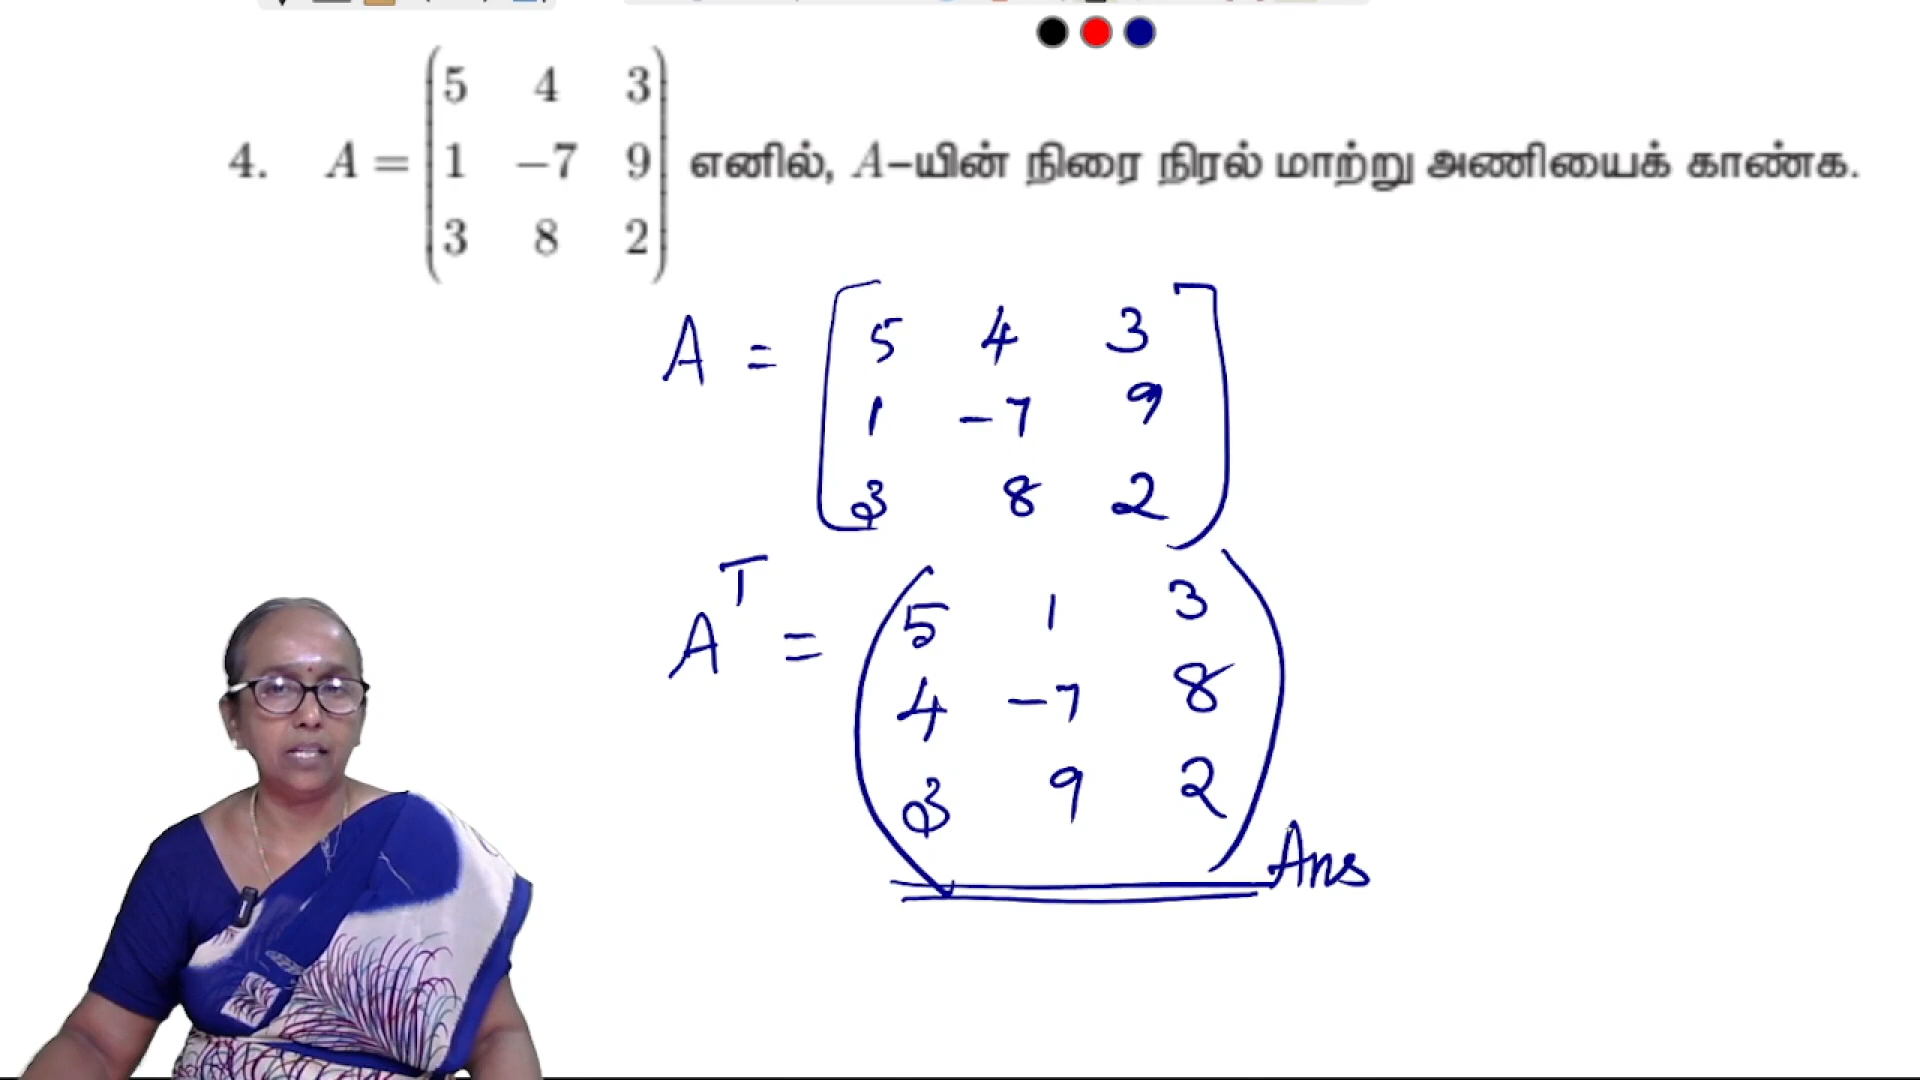 4. A = (5 4 3
1 -7 9
3 8 2) எனில், A-யின் நிரை நிரல் மாற்று அணியைக் காண்க.
A = [5 4 3
1 -7 9
3 8 2]
A^T = (5 1 3
4 -7 8
3 9 2)
Ans